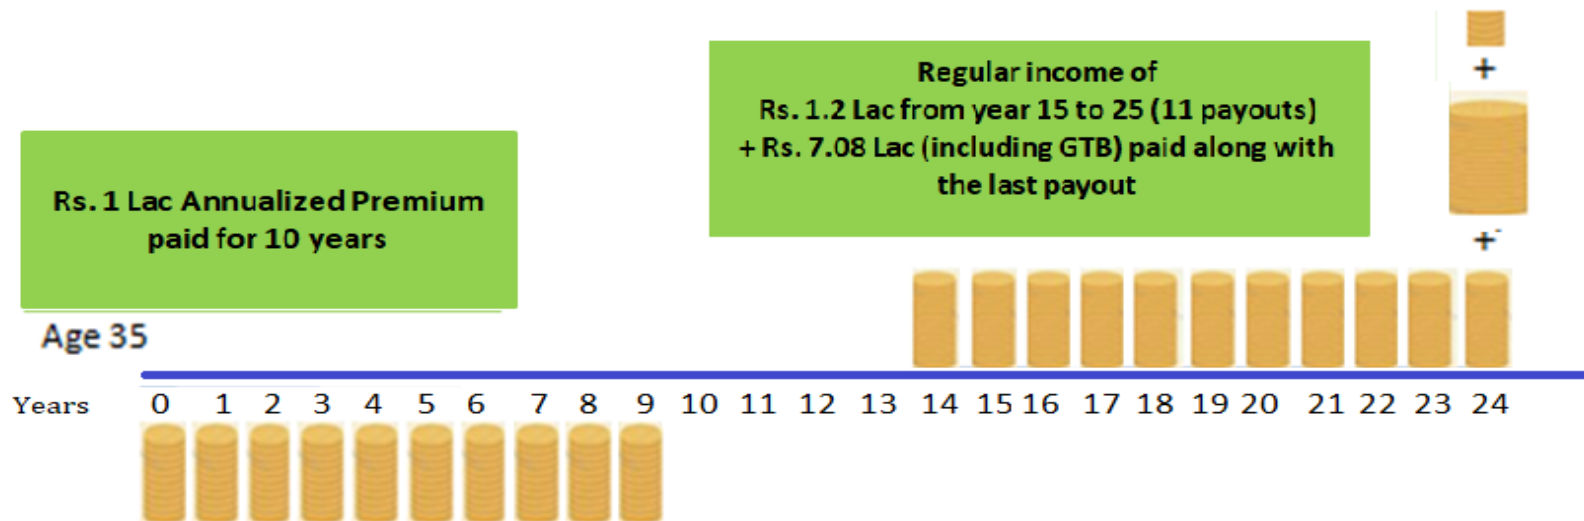 Regular income of
Rs. 1.2 Lac from year 15 to 25 (11 payouts)
+ Rs. 7.08 Lac (including GTB) paid along with
the last payout
+
Rs. 1 Lac Annualized Premium
paid for 10 years
+
Age 35
Years 0 1 2 3 4 5 6 7 8 9 10 11 12 13 14 15 16 17 18 19 20 21 22 23 24